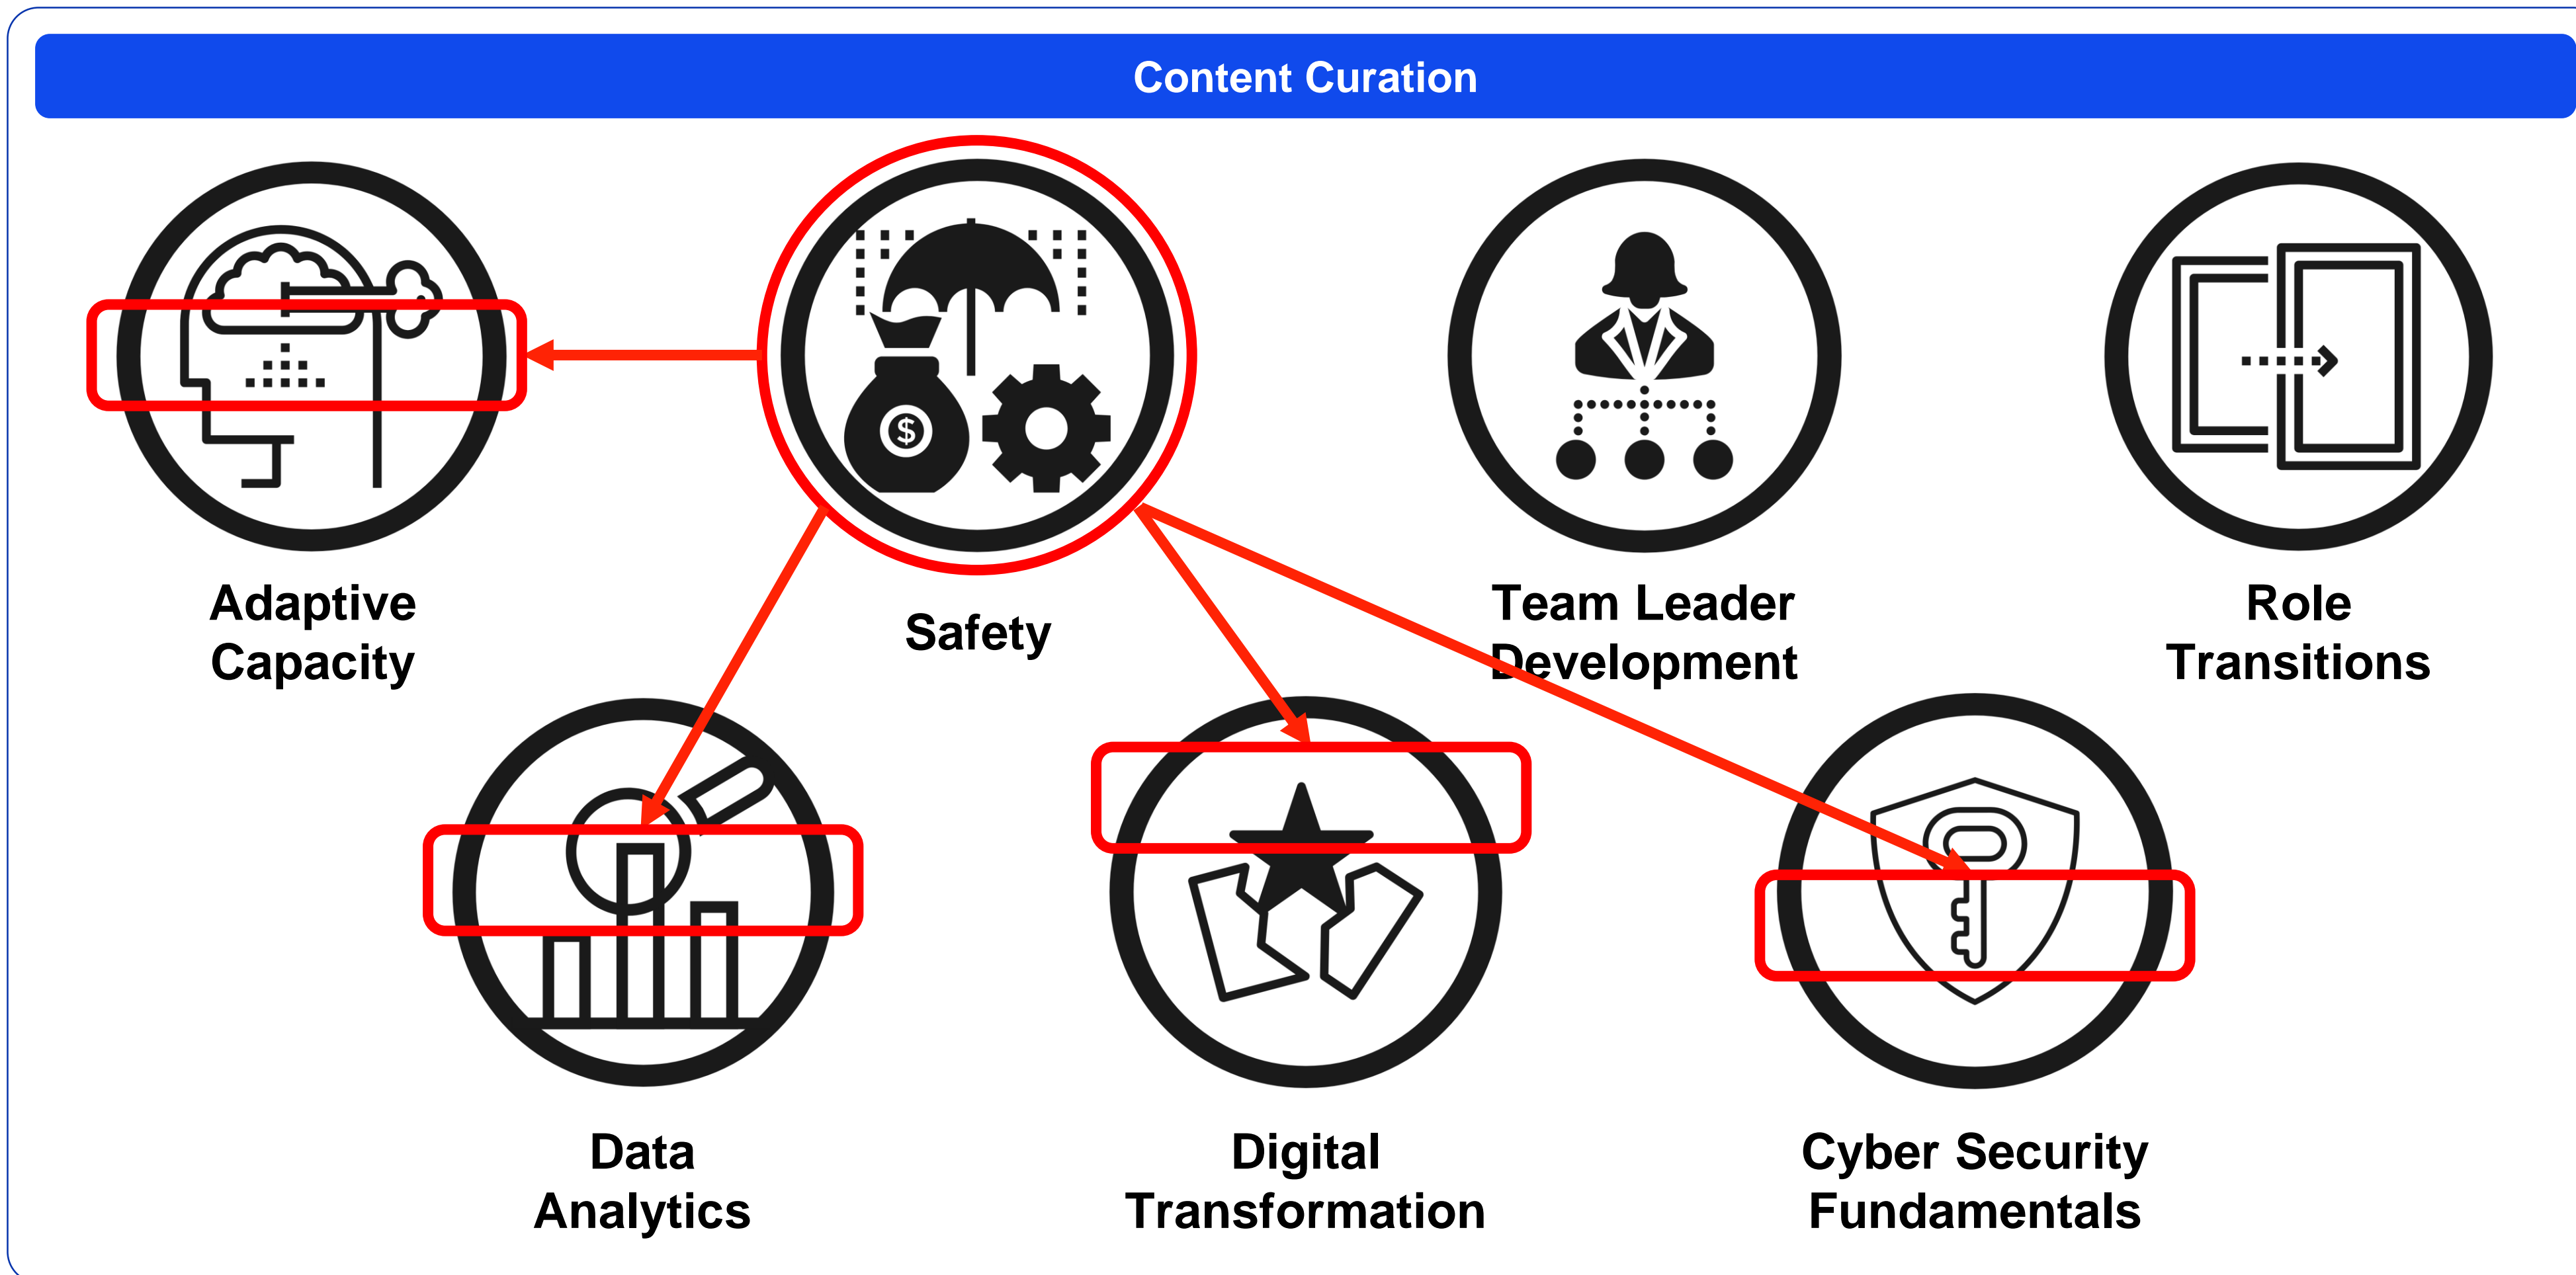 Content Curation
$
Adaptive
Capacity
Safety
Team Leader
Development
Role
Transitions
Data
Analytics
Digital
Transformation
Cyber Security
Fundamentals